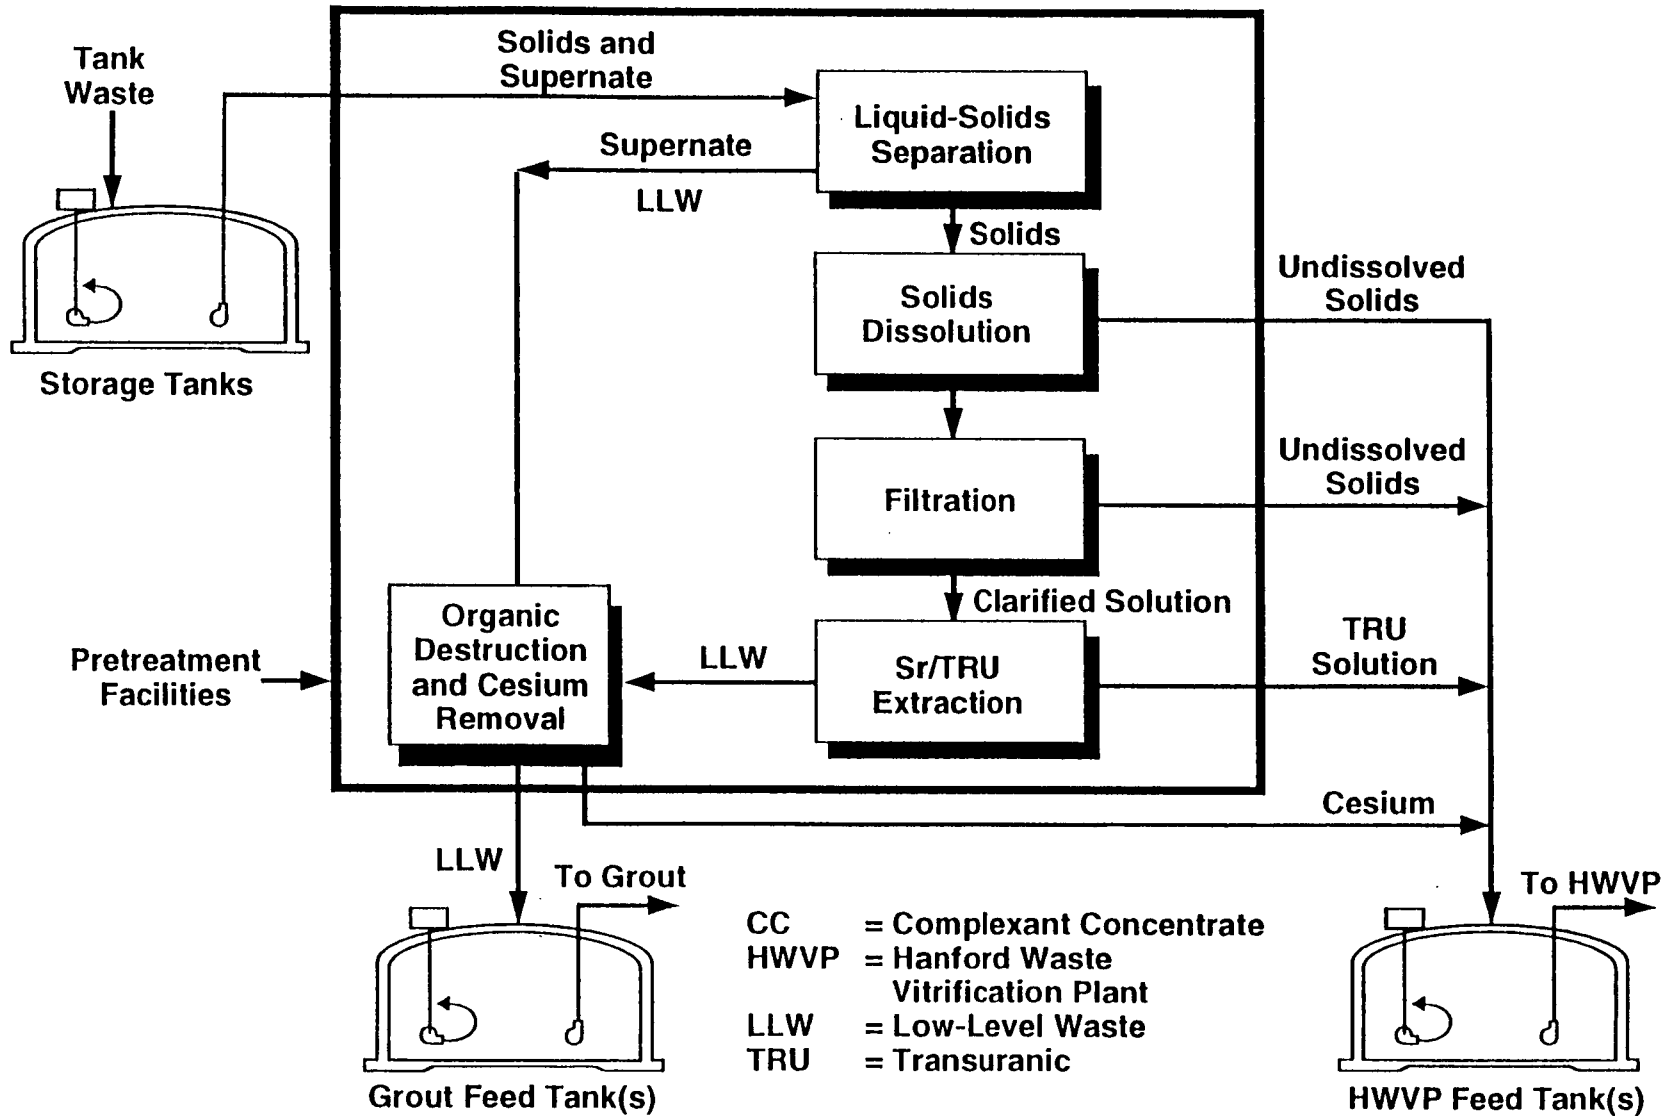 Tank
Waste
Solids and
Supernate
Liquid-Solids
Separation
Supernate
LLW
Solids
Storage Tanks
Solids
Dissolution
Undissolved
Solids
Filtration
Undissolved
Solids
Clarified Solution
Organic
Destruction
and Cesium
Removal
LLW
Sr/TRU
Extraction
TRU
Solution
Pretreatment
Facilities
Cesium
LLW
To Grout
To HWVP
CC = Complexant Concentrate
HWVP = Hanford Waste
Vitrification Plant
LLW = Low-Level Waste
TRU = Transuranic
Grout Feed Tank(s)
HWVP Feed Tank(s)